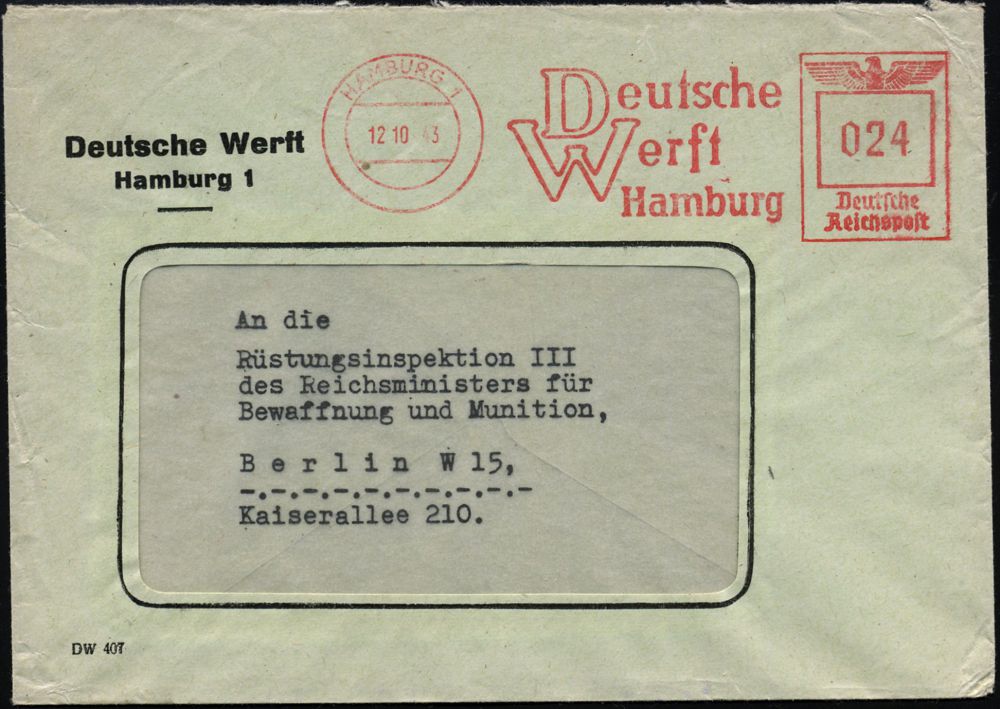 Deutsche Werft
Hamburg 1
HAMBURG 1
12 10 43
Deutsche
Werft
Hamburg
024
Deutsche
Reichspost
An die
Rüstungsinspektion III
des Reichsministers für
Bewaffnung und Munition,
B e r l i n W 15,
-.-.-.-.-.-.-.-.-.-
Kaiserallee 210.
DW 407